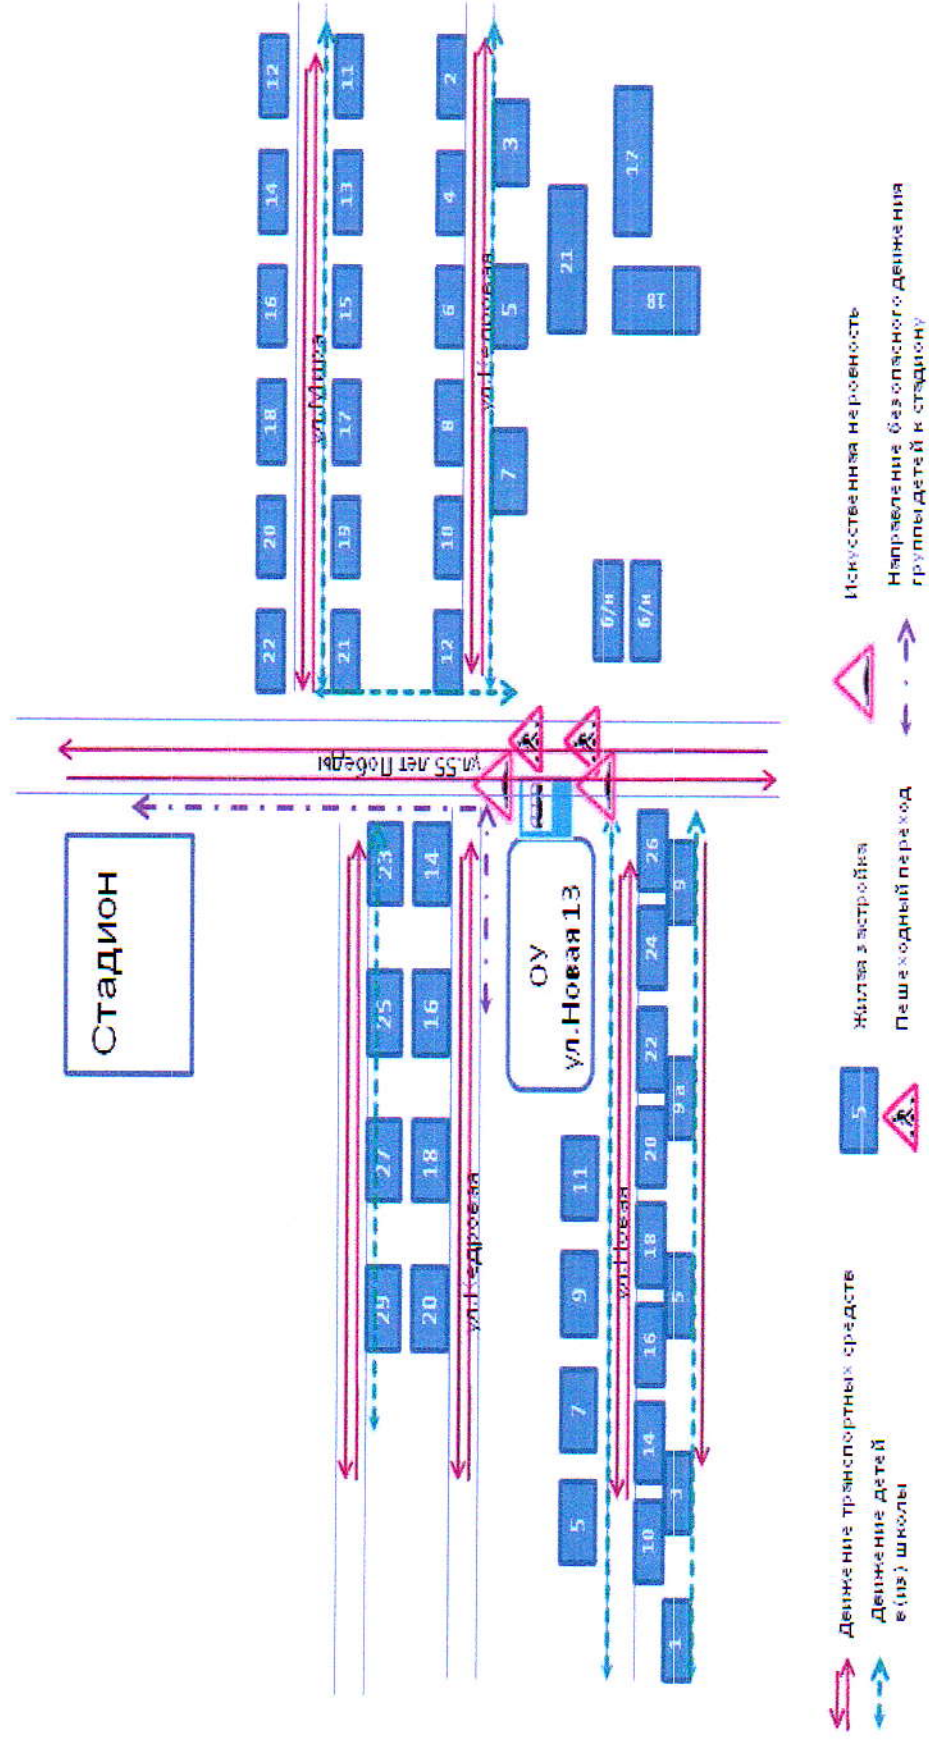 Стадион
12
14
16
18
20
22
ул.Мира
11
13
15
17
19
21
2
4
6
8
10
12
ул.Кедровая
3
5
7
21
17
18
б/н
б/н
ул.55 лет Победы
23
25
27
29
14
16
18
20
ул.Кедровая
ОУ
ул.Новая 13
11
9
7
5
ул.Новая
26
24
22
20
18
16
14
10
9
9 а
5
3
1
Движение транспортных средств
Движение детей
в (из) школы
5
Жилая застройка
Пешеходный переход
Искусственная неровность
Направление безопасного движения
группы детей к стадиону